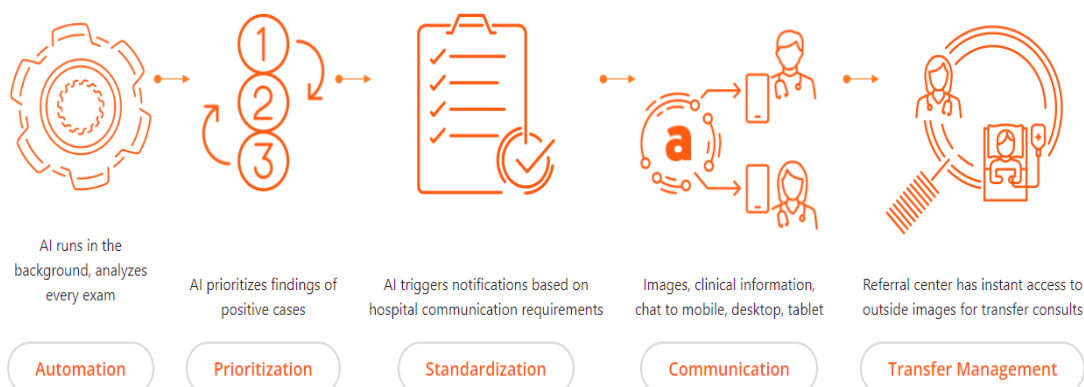 1
2
3
a
AI runs in the
background, analyzes
every exam
AI prioritizes findings of
positive cases
AI triggers notifications based on
hospital communication requirements
Images, clinical information,
chat to mobile, desktop, tablet
Referral center has instant access to
outside images for transfer consults
Automation
Prioritization
Standardization
Communication
Transfer Management